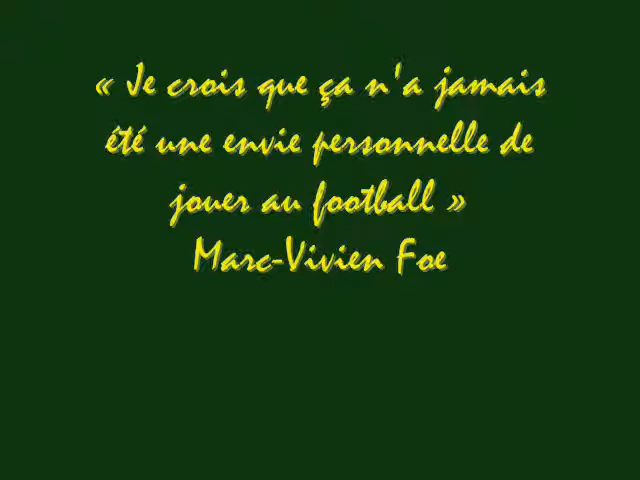 « Je crois que ça n'a jamais
été une envie personnelle de
jouer au football »
Marc-Vivien Foe